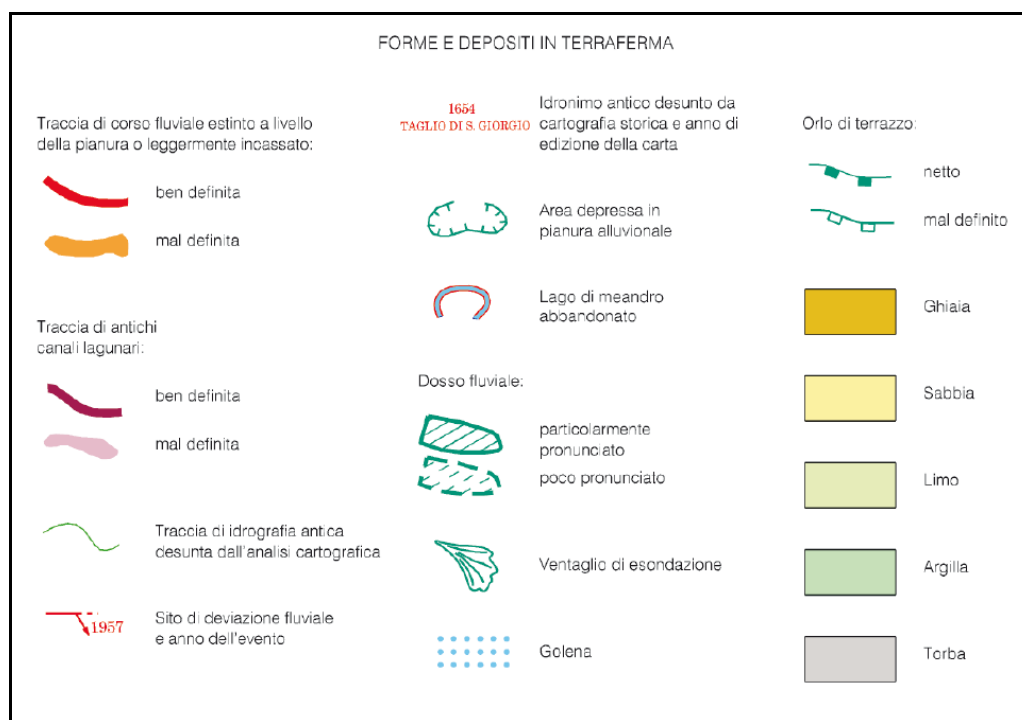 FORME E DEPOSITI IN TERRAFERMA
Traccia di corso fluviale estinto a livello
della pianura o leggermente incassato:
ben definita
mal definita
Traccia di antichi
canali lagunari:
ben definita
mal definita
Traccia di idrografia antica
desunta dall'analisi cartografica
1957
Sito di deviazione fluviale
e anno dell'evento
1654
TAGLIO DI S. GIORGIO
Idronimo antico desunto da
cartografia storica e anno di
edizione della carta
Area depressa in
pianura alluvionale
Lago di meandro
abbandonato
Dosso fluviale:
particolarmente
pronunciato
poco pronunciato
Ventaglio di esondazione
Golena
Orlo di terrazzo:
netto
mal definito
Ghiaia
Sabbia
Limo
Argilla
Torba